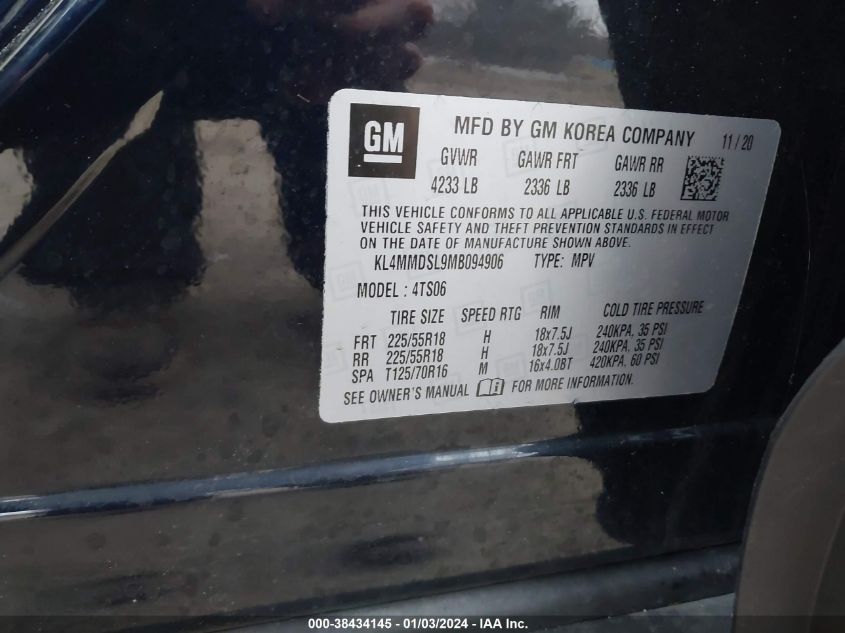 GM
MFD BY GM KOREA COMPANY 11/20
GVWR GAWR FRT GAWR RR
4233 LB 2336 LB 2336 LB
THIS VEHICLE CONFORMS TO ALL APPLICABLE U.S. FEDERAL MOTOR
VEHICLE SAFETY AND THEFT PREVENTION STANDARDS IN EFFECT
ON THE DATE OF MANUFACTURE SHOWN ABOVE.
KL4MMDSL9MB094906 TYPE: MPV
MODEL : 4TS06
TIRE SIZE SPEED RTG RIM COLD TIRE PRESSURE
FRT 225/55R18 H 18x7.5J 240KPA, 35 PSI
RR 225/55R18 H 18x7.5J 240KPA, 35 PSI
SPA T125/70R16 M 16x4.0BT 420KPA, 60 PSI
SEE OWNER'S MANUAL FOR MORE INFORMATION.
000-38434145 - 01/03/2024 - IAA Inc.